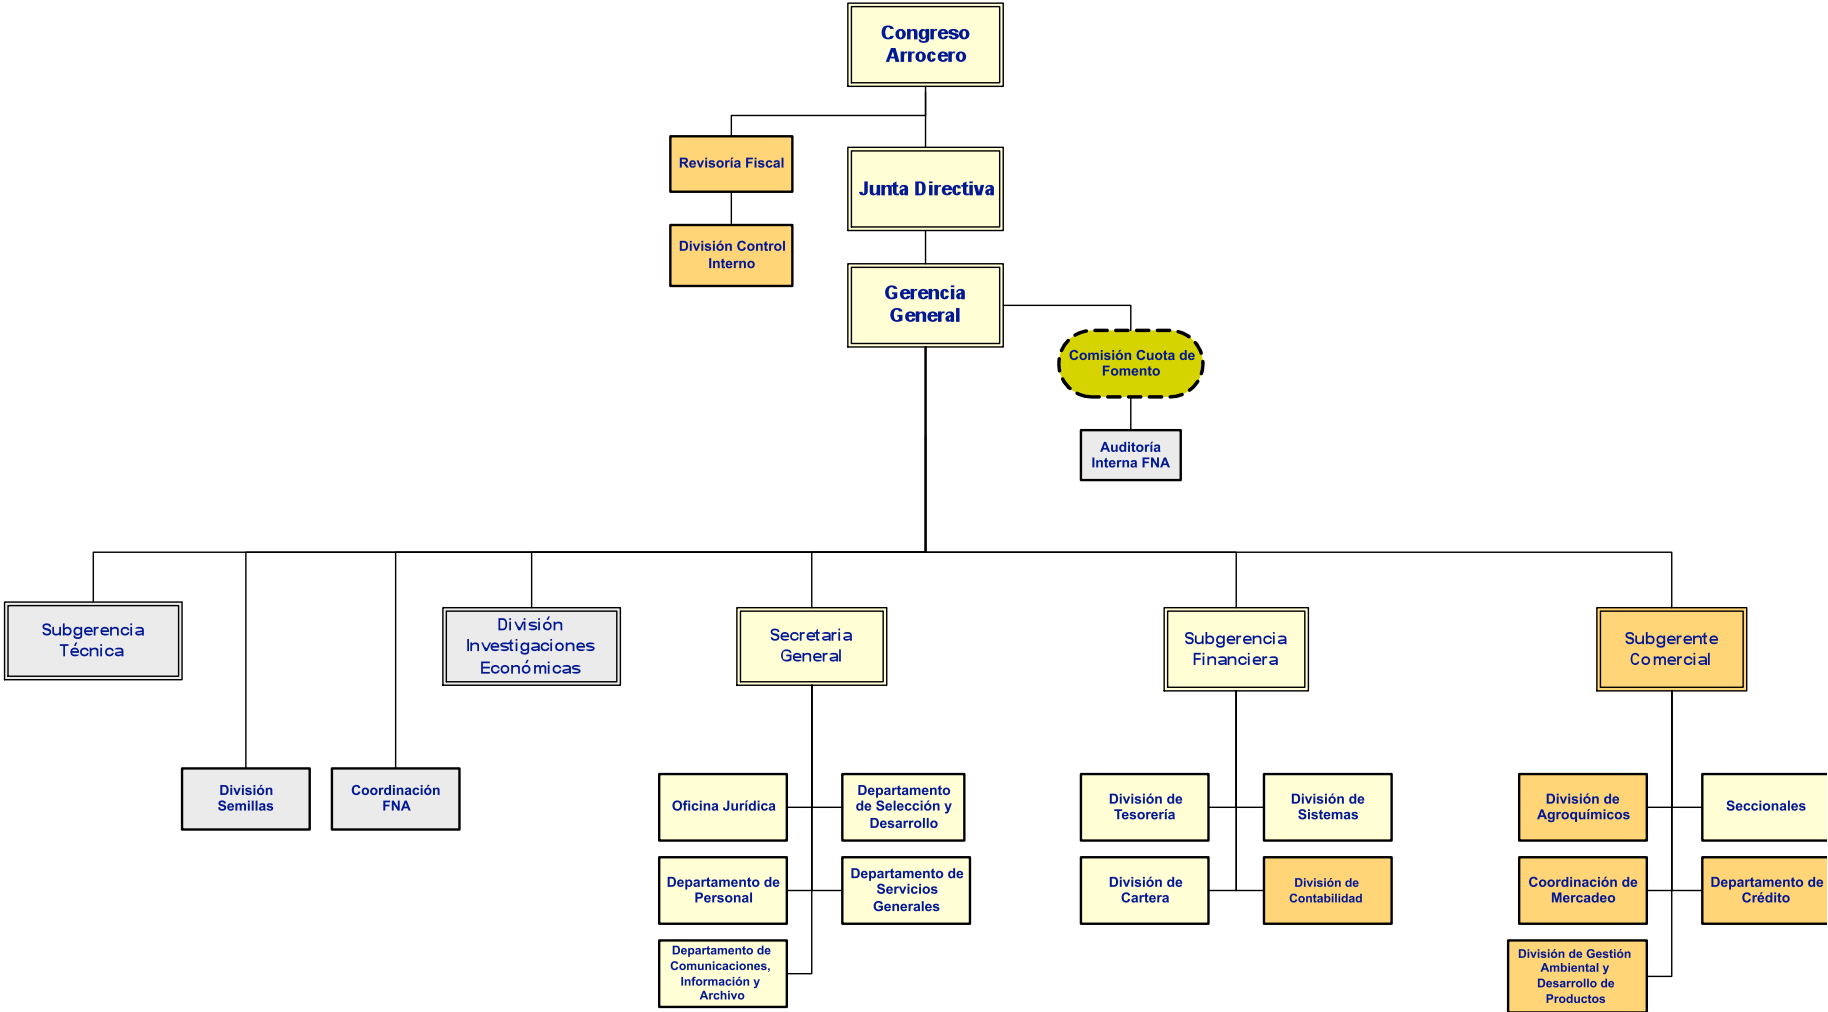 Congreso
Arrocero
Revisoría Fiscal
Junta Directiva
División Control
Interno
Gerencia
General
Comisión Cuota de
Fomento
Auditoría
Interna FNA
Subgerencia
Técnica
División
Investigaciones
Económicas
Secretaria
General
Subgerencia
Financiera
Subgerente
Comercial
División
Semillas
Coordinación
FNA
Oficina Jurídica
Departamento
de Selección y
Desarrollo
División de
Tesorería
División de
Sistemas
División de
Agroquímicos
Seccionales
Departamento de
Personal
Departamento de
Servicios
Generales
División de
Cartera
División de
Contabilidad
Coordinación de
Mercadeo
Departamento de
Crédito
Departamento de
Comunicaciones,
Información y
Archivo
División de Gestión
Ambiental y
Desarrollo de
Productos